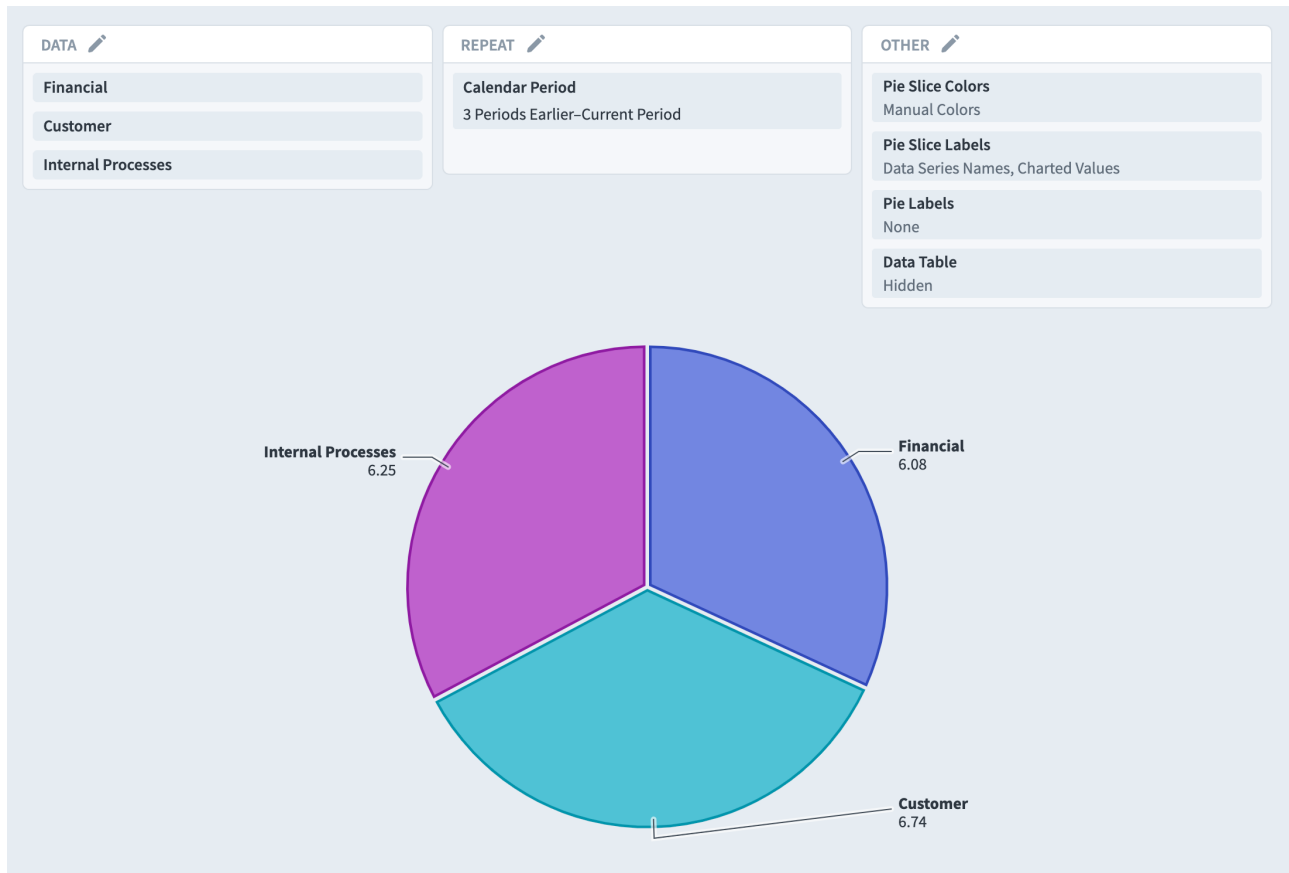 DATA
Financial
Customer
Internal Processes
REPEAT
Calendar Period
3 Periods Earlier–Current Period
OTHER
Pie Slice Colors
Manual Colors
Pie Slice Labels
Data Series Names, Charted Values
Pie Labels
None
Data Table
Hidden
Internal Processes
6.25
Financial
6.08
Customer
6.74